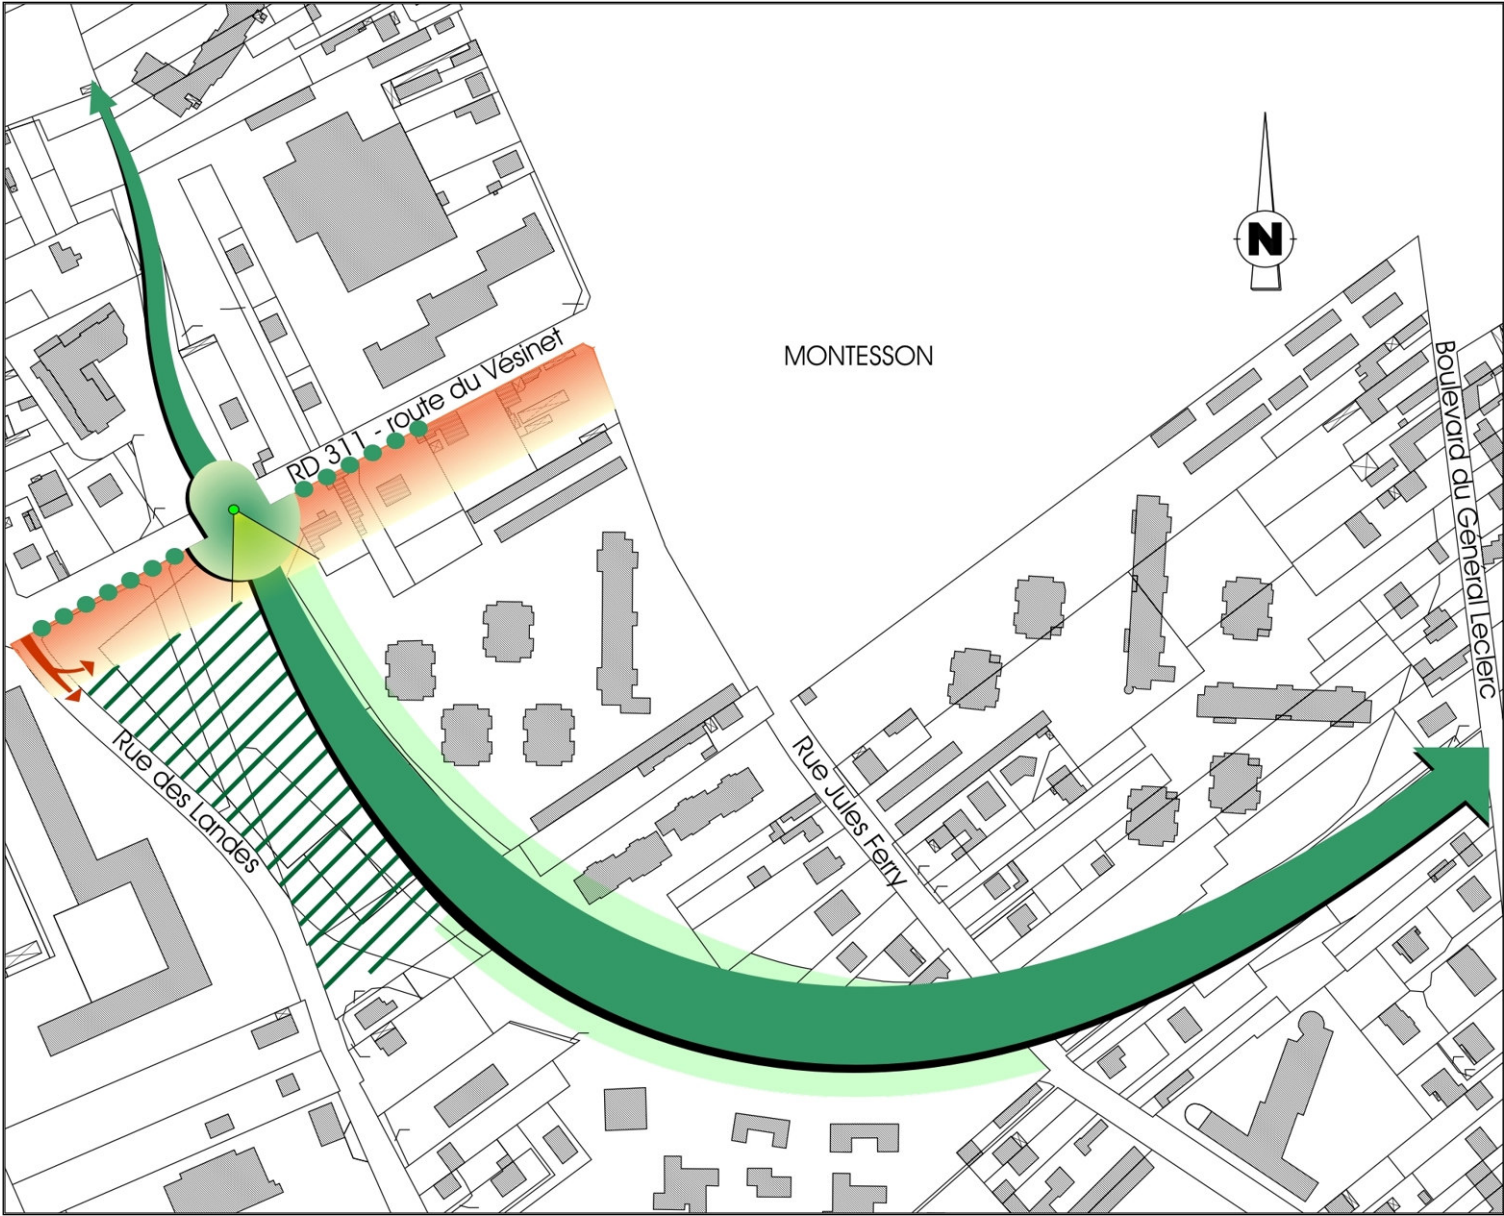 N
MONTESSON
RD 311 - route du Vésinet
Boulevard du Général Leclerc
Rue des Landes
Rue Jules Ferry